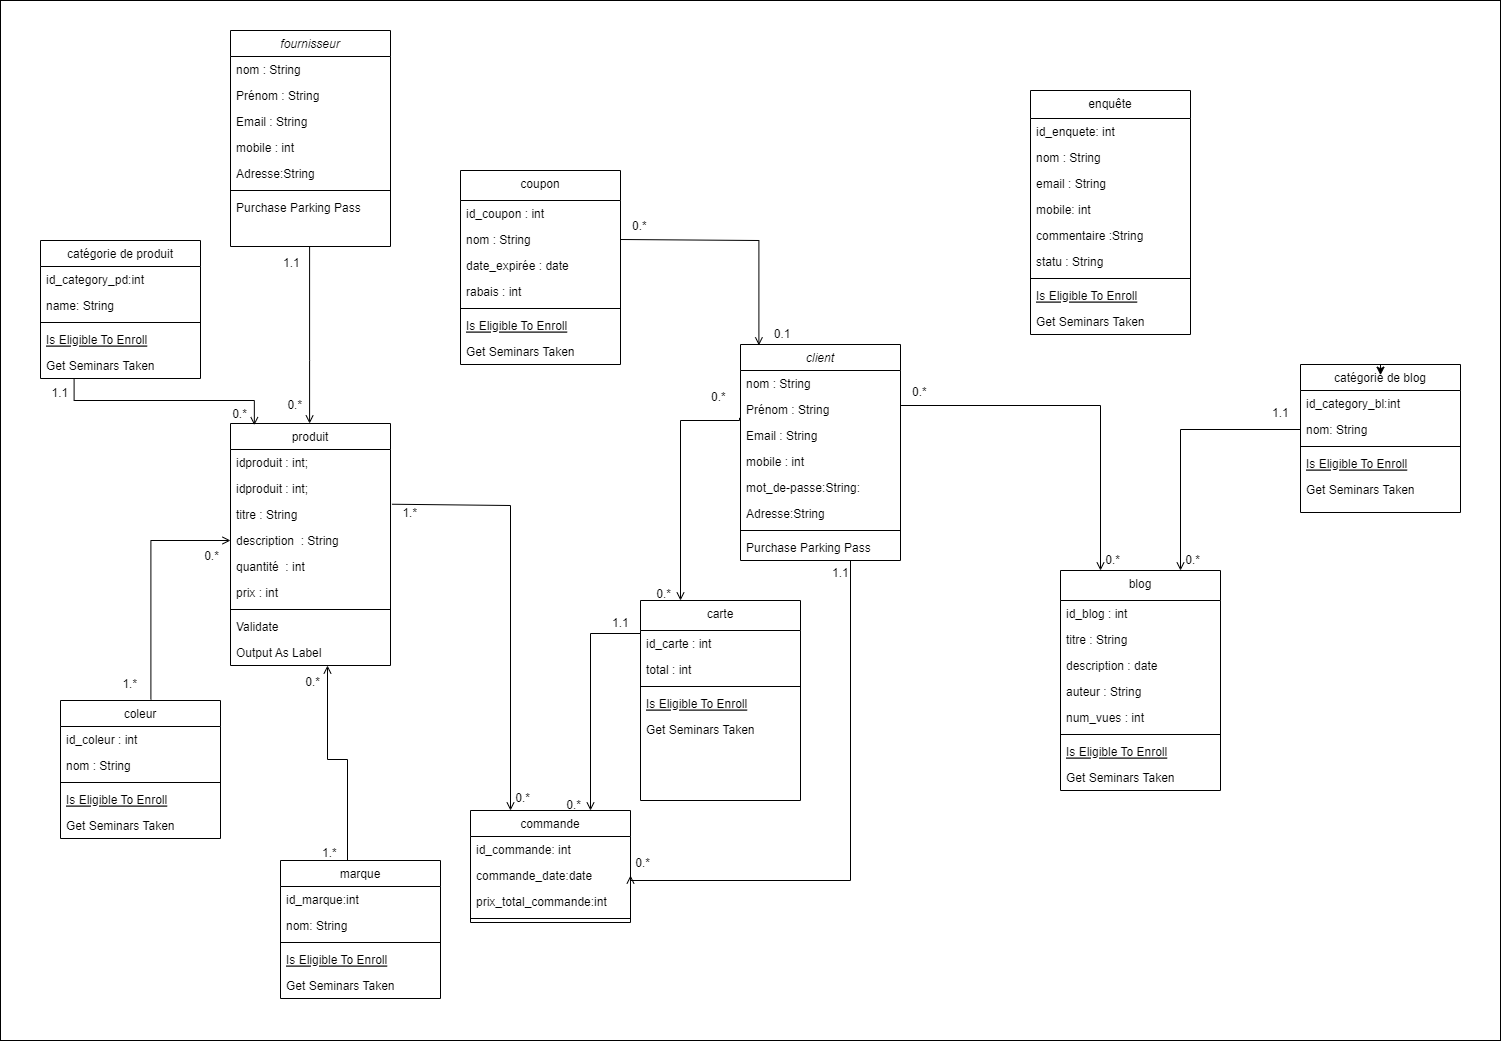 fournisseur
nom : String
Prénom : String
Email : String
mobile : int
Adresse:String
Purchase Parking Pass
1.1
0.*
enquête
id_enquete: int
nom : String
email : String
mobile: int
commentaire :String
statu : String
Is Eligible To Enroll
Get Seminars Taken
coupon
id_coupon : int
nom : String
date_expirée : date
rabais : int
Is Eligible To Enroll
Get Seminars Taken
0.*
0.1
catégorie de produit
id_category_pd:int
name: String
Is Eligible To Enroll
Get Seminars Taken
1.1
0.*
client
nom : String
Prénom : String
Email : String
mobile : int
mot_de-passe:String:
Adresse:String
Purchase Parking Pass
0.*
0.*
0.*
0.*
1.1
0.*
catégorie de blog
id_category_bl:int
nom: String
Is Eligible To Enroll
Get Seminars Taken
1.1
0.*
produit
idproduit : int;
idproduit : int;
titre : String
description  : String
quantité  : int
prix : int
Validate
Output As Label
1.*
0.*
0.*
1.*
0.*
1.*
blog
id_blog : int
titre : String
description : date
auteur : String
num_vues : int
Is Eligible To Enroll
Get Seminars Taken
carte
id_carte : int
total : int
Is Eligible To Enroll
Get Seminars Taken
1.1
0.*
coleur
id_coleur : int
nom : String
Is Eligible To Enroll
Get Seminars Taken
commande
id_commande: int
commande_date:date
prix_total_commande:int
marque
id_marque:int
nom: String
Is Eligible To Enroll
Get Seminars Taken